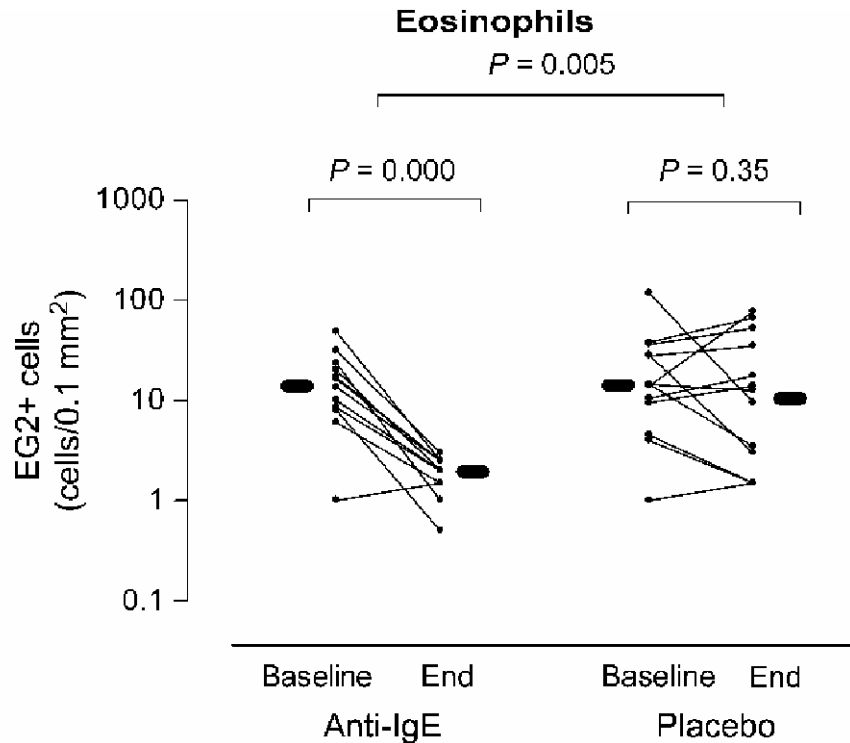 Eosinophils
P = 0.005
P = 0.000
P = 0.35
EG2+ cells
(cells/0.1 mm²)
1000
100
10
1
0.1
Baseline End Baseline End
Anti-IgE Placebo